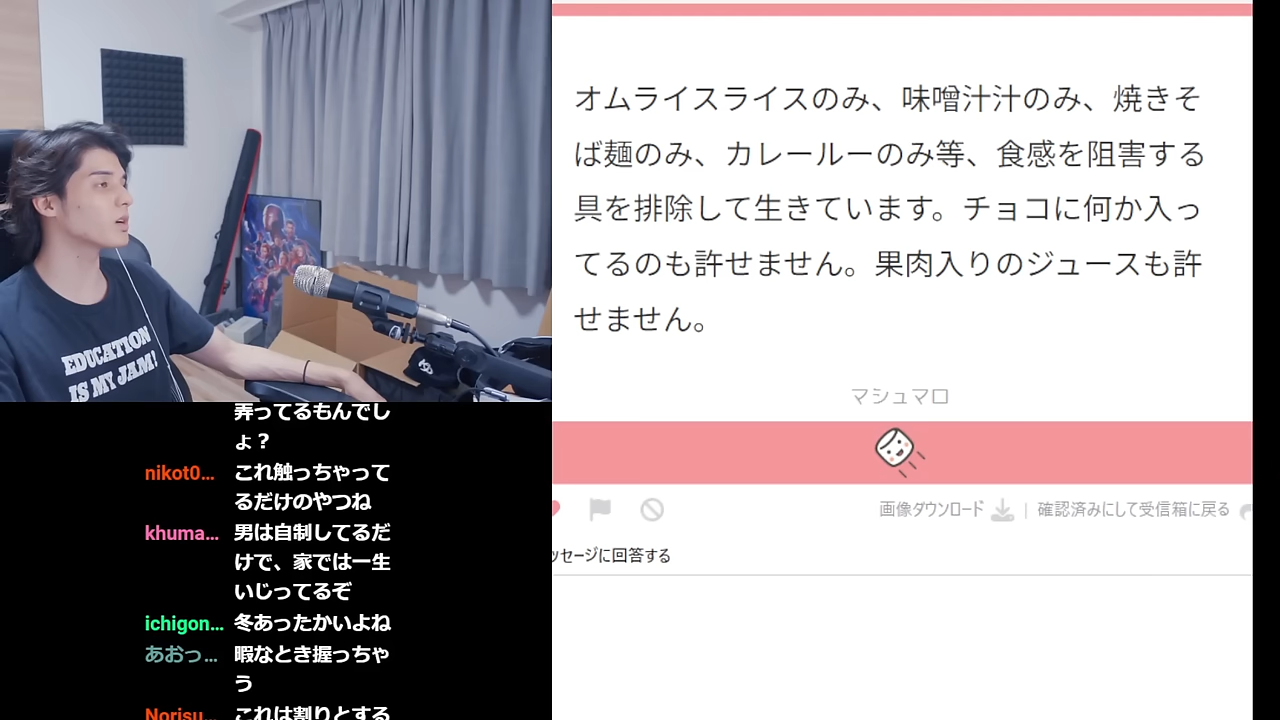 EDUCATION
IS MY JAM!
弄ってるもんでし
ょ？
nikot0… これ触っちゃって
るだけのやつね
khuma… 男は自制してるだ
けで、家では一生
いじってるぞ
ichigon… 冬あったかいよね
あおっ… 暇なとき握っちゃ
う
Norisu… これは割りとする
オムライスライスのみ、味噌汁汁のみ、焼きそ
ば麺のみ、カレールーのみ等、食感を阻害する
具を排除して生きています。チョコに何か入っ
てるのも許せません。果肉入りのジュースも許
せません。
マシュマロ
画像ダウンロード | 確認済みにして受信箱に戻る
ッセージに回答する